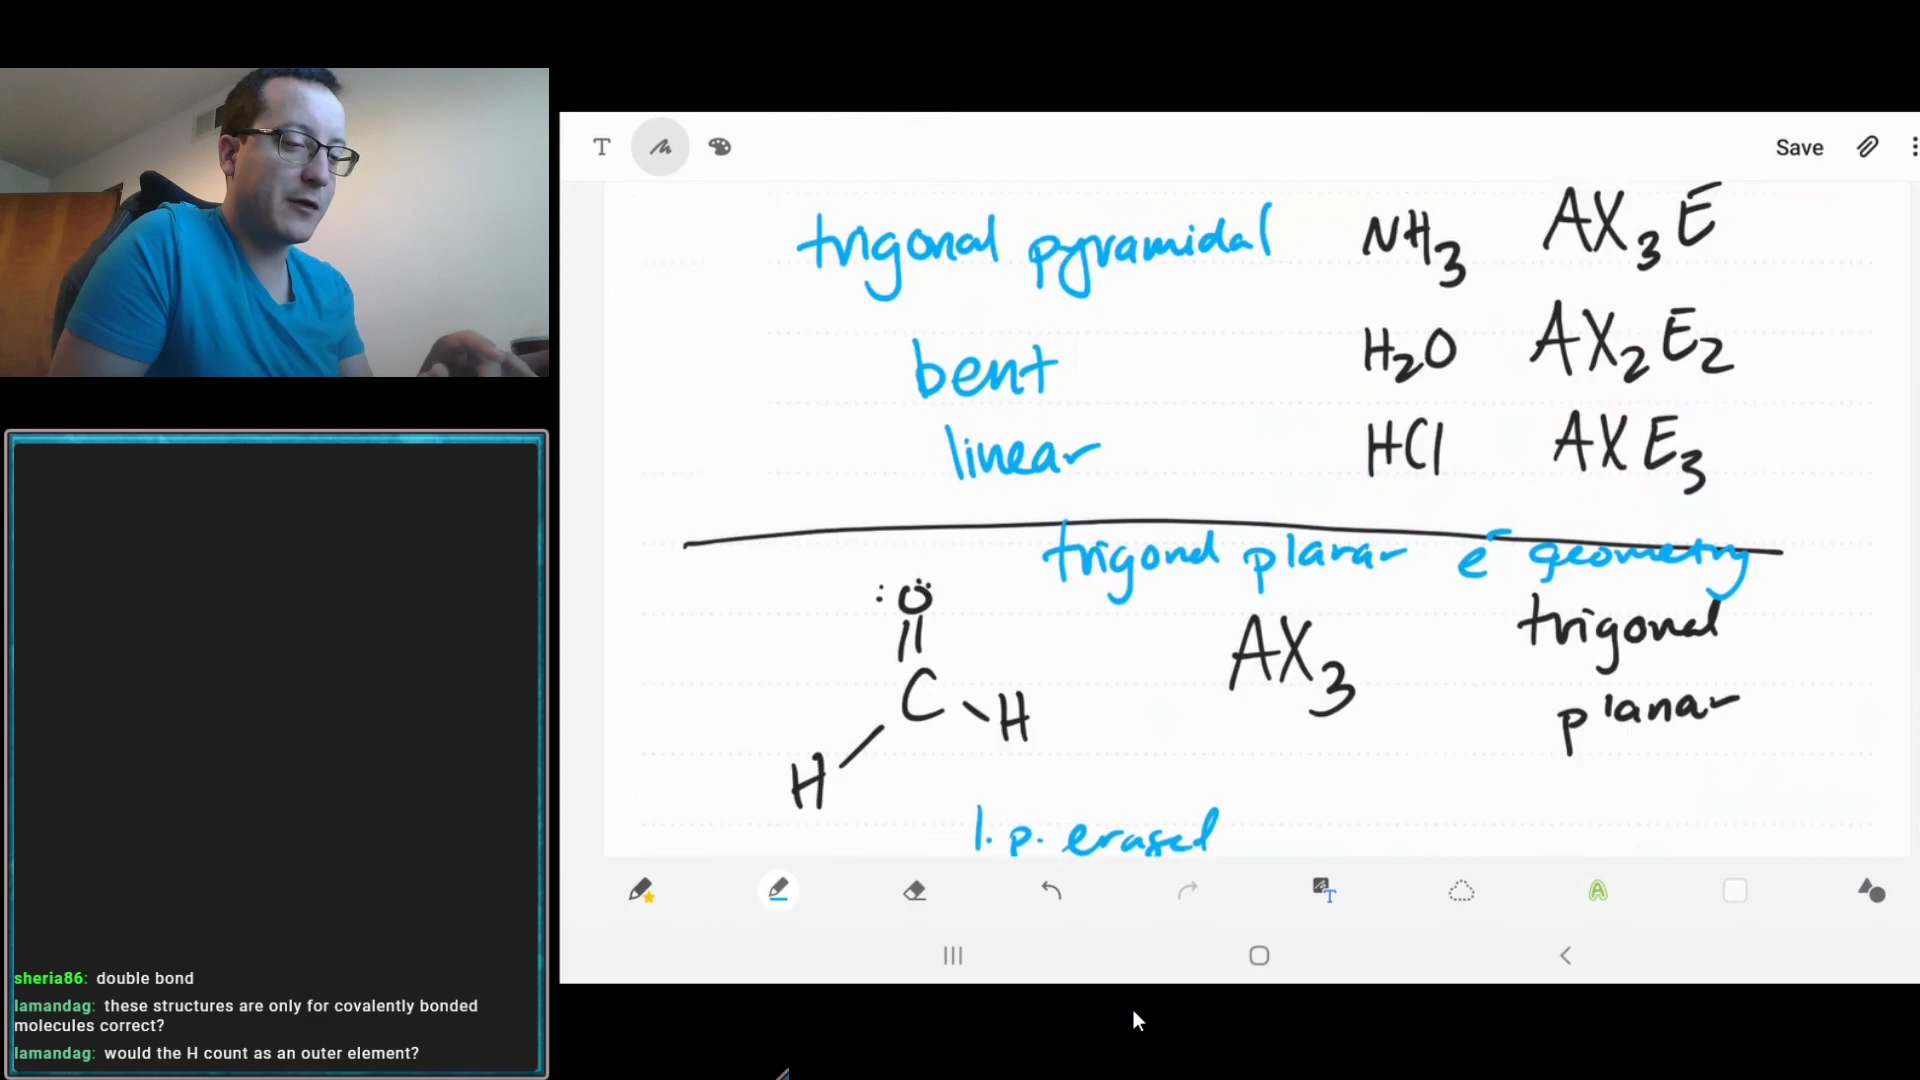 T
Save
trigonal pyramidal NH3 AX3E
bent H2O AX2E2
linear HCl AXE3
trigonal planar e- geometry
:Ö
C H
H
AX3
trigonal
planar
l.p. erased
sheria86: double bond
lamandag: these structures are only for covalently bonded
molecules correct?
lamandag: would the H count as an outer element?